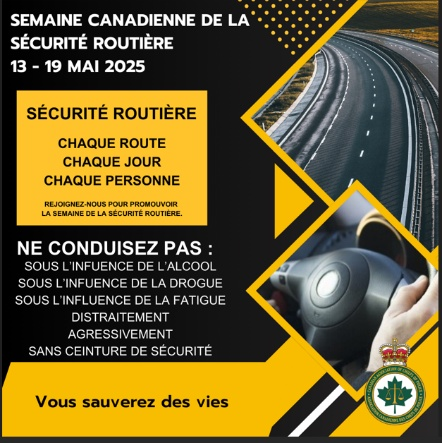 SEMAINE CANADIENNE DE LA
SÉCURITÉ ROUTIÈRE
13 - 19 MAI 2025
SÉCURITÉ ROUTIÈRE
CHAQUE ROUTE
CHAQUE JOUR
CHAQUE PERSONNE
REJOIGNEZ-NOUS POUR PROMOUVOIR
LA SEMAINE DE LA SÉCURITÉ ROUTIÈRE.
NE CONDUISEZ PAS :
SOUS L'INFUENCE DE L'ALCOOL
SOUS L'INFLUENCE DE LA DROGUE
SOUS L'INFLUENCE DE LA FATIGUE
DISTRAITEMENT
AGRESSIVEMENT
SANS CEINTURE DE SÉCURITÉ
Vous sauverez des vies